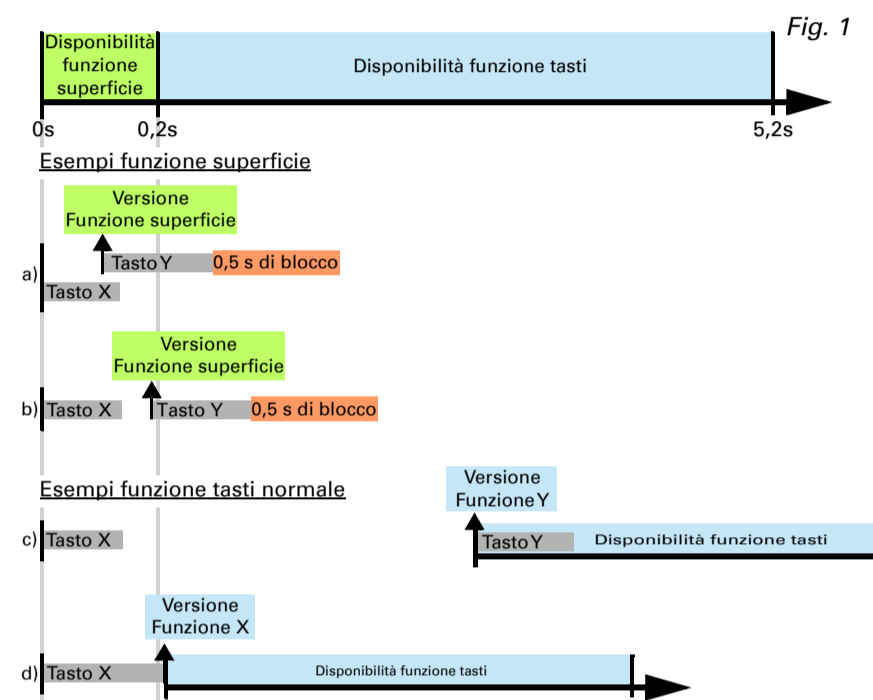 Fig. 1
Disponibilità
funzione
superficie
Disponibilità funzione tasti
0s
0,2s
5,2s
Esempi funzione superficie
Versione
Funzione superficie
a)
Tasto Y
0,5 s di blocco
Tasto X
Versione
Funzione superficie
b)
Tasto X
Tasto Y
0,5 s di blocco
Esempi funzione tasti normale
Versione
Funzione Y
c)
Tasto X
Tasto Y
Disponibilità funzione tasti
Versione
Funzione X
d)
Tasto X
Disponibilità funzione tasti